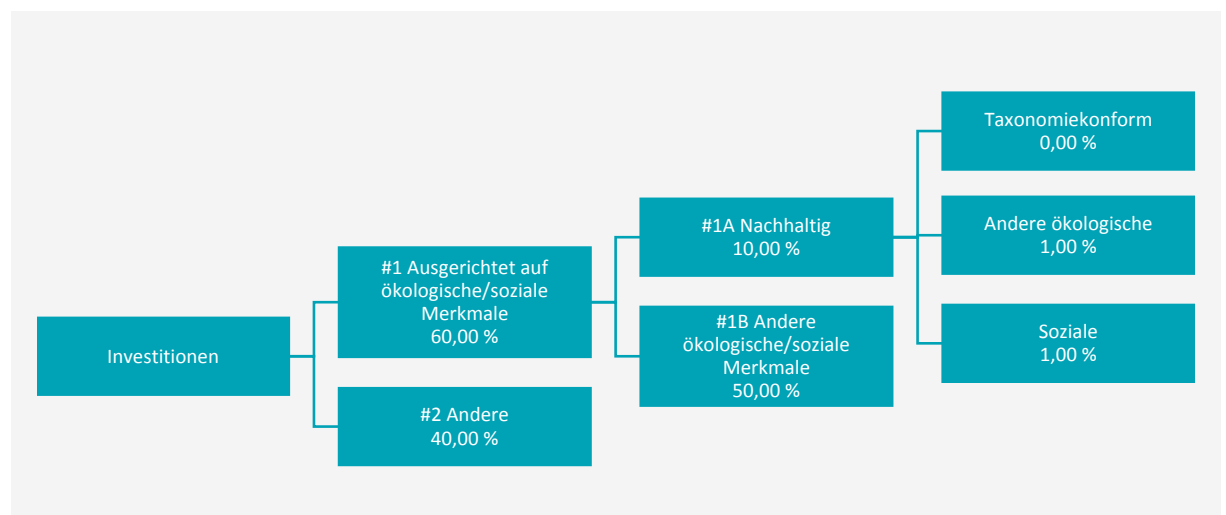 Investitionen
#1 Ausgerichtet auf
ökologische/soziale
Merkmale
60,00 %
#2 Andere
40,00 %
#1A Nachhaltig
10,00 %
#1B Andere
ökologische/soziale
Merkmale
50,00 %
Taxonomiekonform
0,00 %
Andere ökologische
1,00 %
Soziale
1,00 %